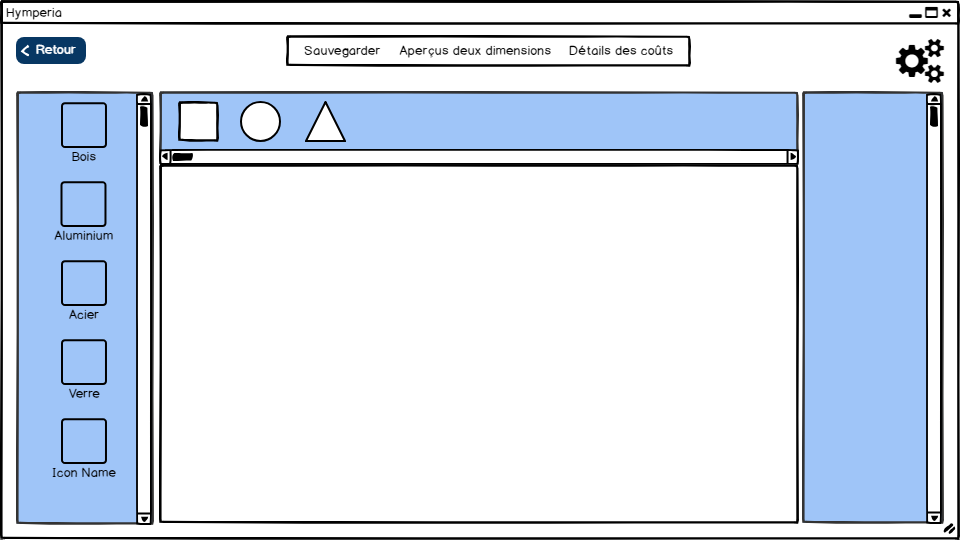 Hymperia
Retour
Sauvegarder Aperçus deux dimensions Détails des coûts
Bois
Aluminium
Acier
Verre
Icon Name